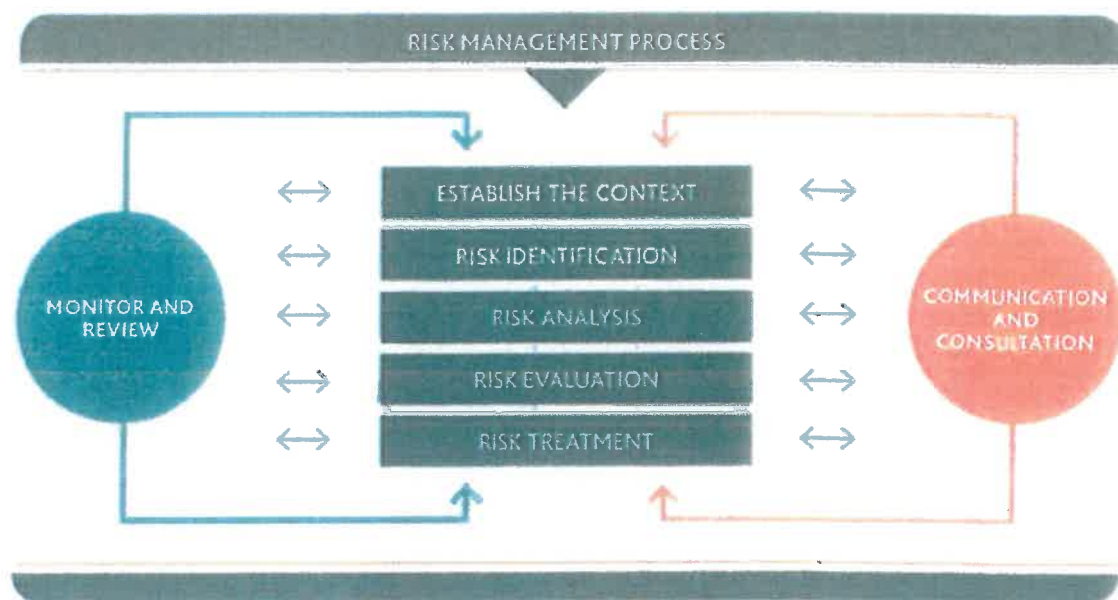 RISK MANAGEMENT PROCESS
ESTABLISH THE CONTEXT
RISK IDENTIFICATION
MONITOR AND
REVIEW
RISK ANALYSIS
COMMUNICATION
AND
CONSULTATION
RISK EVALUATION
RISK TREATMENT